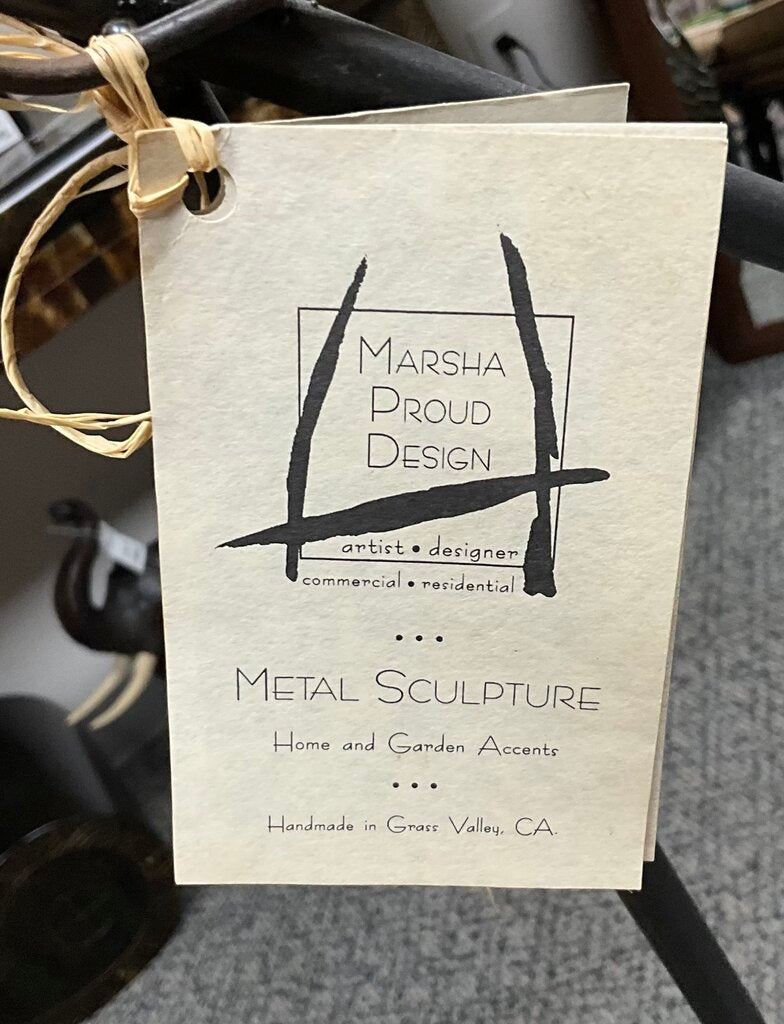 MARSHA
PROUD
DESIGN
artist • designer
commercial • residential
• • •
METAL SCULPTURE
Home and Garden Accents
• • •
Handmade in Grass Valley, CA.